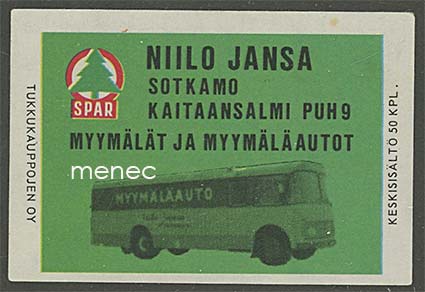 NIILO JANSA
SPAR
SOTKAMO
KAITAANSALMI PUH 9
MYYMÄLÄT JA MYYMÄLÄAUTOT
menec
MYYMÄLÄAUTO
TUKKUKAUPPOJEN OY
KESKISISÄLTÖ 50 KPL.